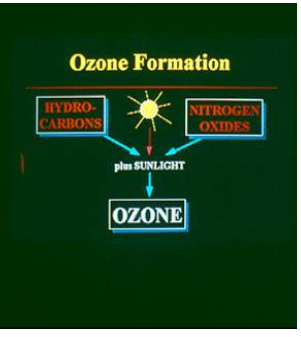 Ozone Formation
HYDRO-
CARBONS
NITROGEN
OXIDES
plus SUNLIGHT
OZONE